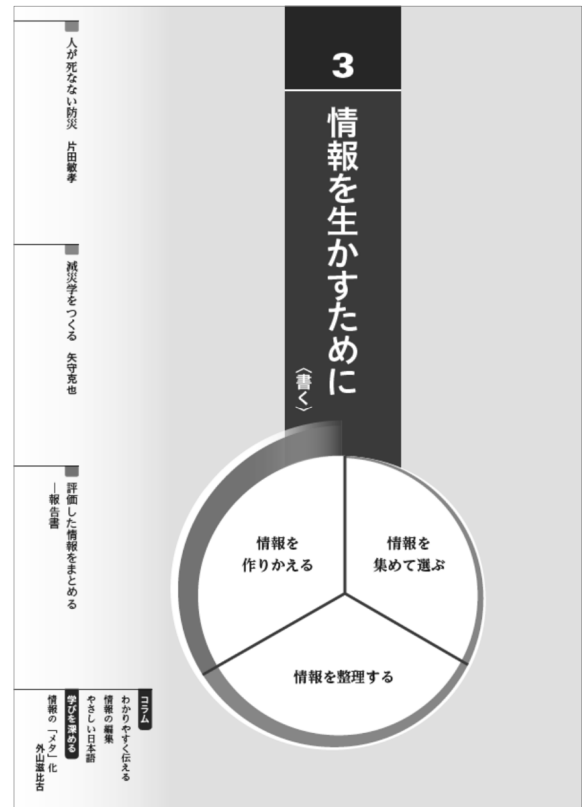 3
情報を生かすために
〈書く〉
情報を
集めて選ぶ
情報を整理する
情報を
作りかえる
人が死なない防災 片田敏孝
減災学をつくる 矢守克也
評価した情報をまとめる
―報告書
コラム
わかりやすく伝える
情報の編集
やさしい日本語
学びを深める
情報の「メタ」化
外山滋比古